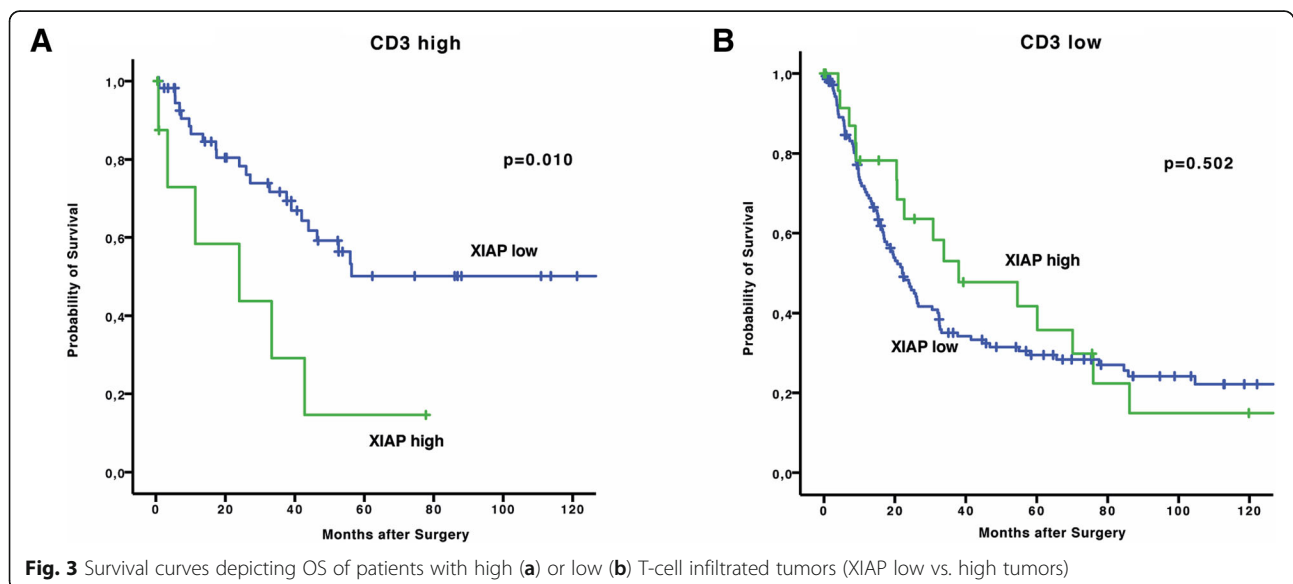 A
CD3 high
1,0
0,8
0,6
0,4
0,2
0,0
Probability of Survival
p=0.010
XIAP low
XIAP high
0 20 40 60 80 100 120
Months after Surgery
B
CD3 low
1,0
0,8
0,6
0,4
0,2
0,0
Probability of Survival
p=0.502
XIAP high
XIAP low
0 20 40 60 80 100 120
Months after Surgery
Fig. 3 Survival curves depicting OS of patients with high (a) or low (b) T-cell infiltrated tumors (XIAP low vs. high tumors)